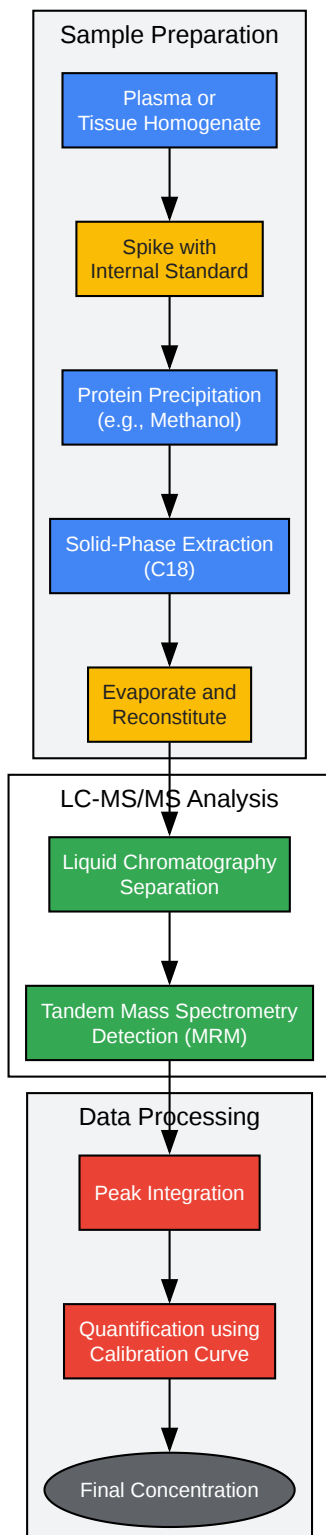 Sample Preparation
Plasma or
Tissue Homogenate
Spike with
Internal Standard
Protein Precipitation
(e.g., Methanol)
Solid-Phase Extraction
(C18)
Evaporate and
Reconstitute
LC-MS/MS Analysis
Liquid Chromatography
Separation
Tandem Mass Spectrometry
Detection (MRM)
Data Processing
Peak Integration
Quantification using
Calibration Curve
Final Concentration